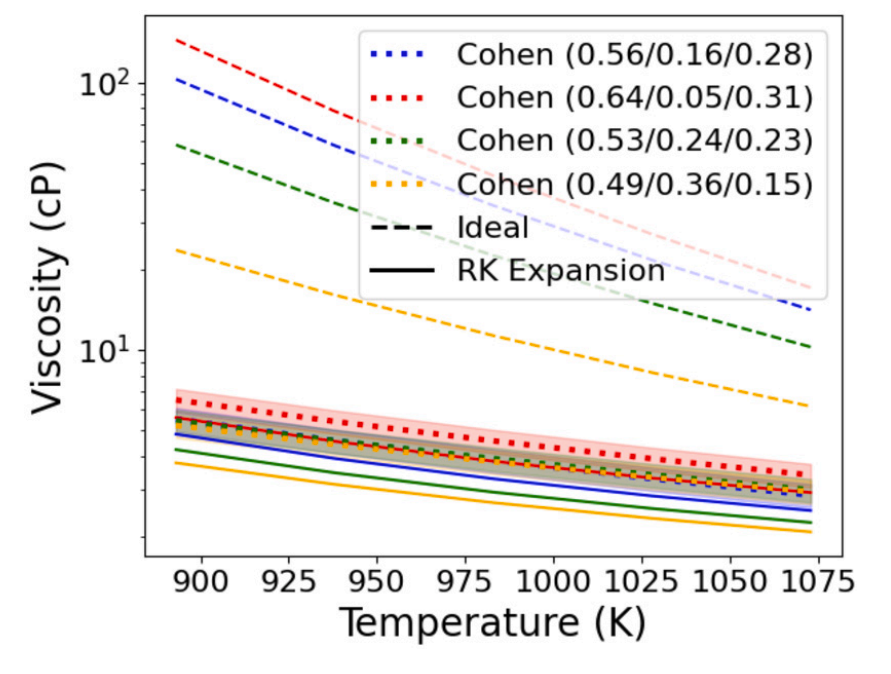 Cohen (0.56/0.16/0.28)
Cohen (0.64/0.05/0.31)
Cohen (0.53/0.24/0.23)
Cohen (0.49/0.36/0.15)
Ideal
RK Expansion
Viscosity (cP)
10²
10¹
900 925 950 975 1000 1025 1050 1075
Temperature (K)